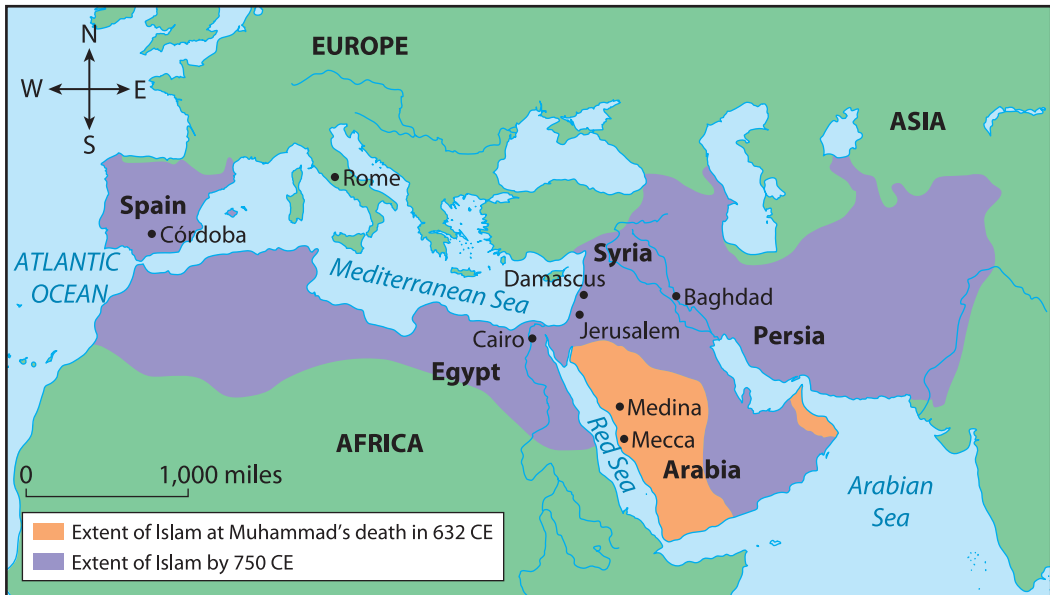 N
W
E
S
EUROPE
ASIA
Rome
Spain
Córdoba
ATLANTIC
OCEAN
Mediterranean Sea
Syria
Damascus
Baghdad
Jerusalem
Cairo
Persia
Egypt
Medina
Mecca
Red Sea
Arabia
AFRICA
Arabian
Sea
0 1,000 miles
Extent of Islam at Muhammad's death in 632 CE
Extent of Islam by 750 CE